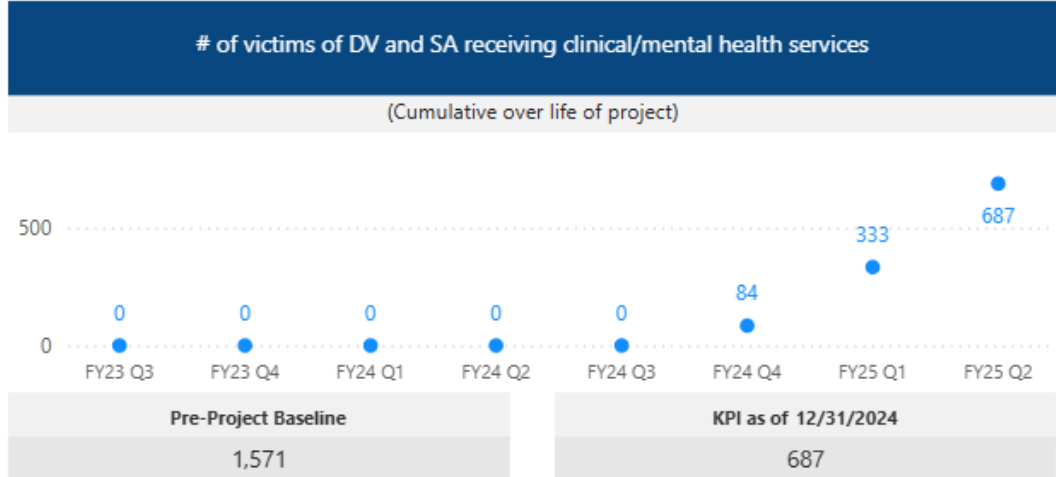 # of victims of DV and SA receiving clinical/mental health services
(Cumulative over life of project)
687
500
333
84
0 0 0 0 0
0
FY23 Q3 FY23 Q4 FY24 Q1 FY24 Q2 FY24 Q3 FY24 Q4 FY25 Q1 FY25 Q2
Pre-Project Baseline KPI as of 12/31/2024
1,571 687